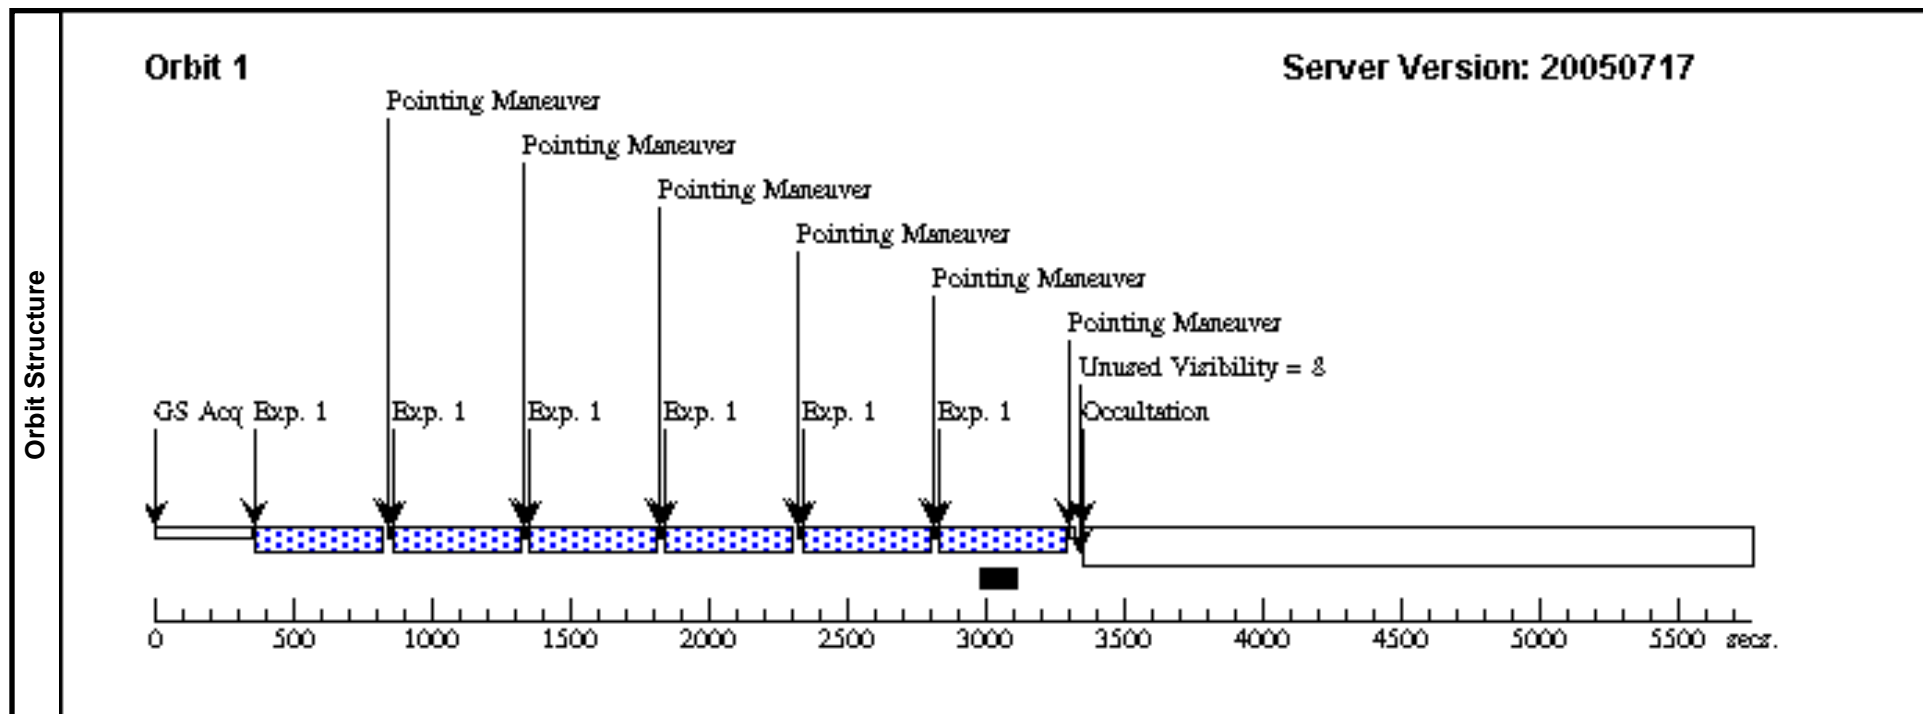 Orbit Structure
Orbit 1
Server Version: 20050717
Pointing Maneuver
Pointing Maneuver
Pointing Maneuver
Pointing Maneuver
Pointing Maneuver
Pointing Maneuver
Unused Visibility = 8
GS Acq Exp. 1 Exp. 1 Exp. 1 Exp. 1 Exp. 1 Exp. 1 Occultation
0 500 1000 1500 2000 2500 3000 3500 4000 4500 5000 5500 secs.